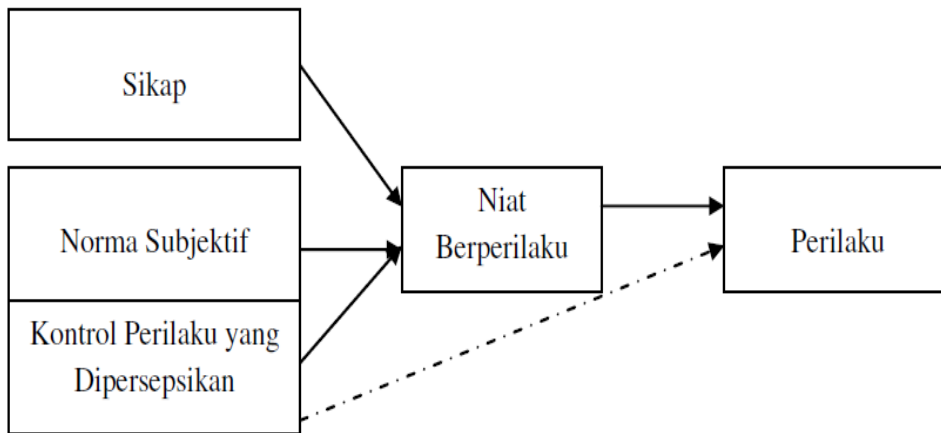 Sikap
Norma Subjektif
Kontrol Perilaku yang
Dipersepsikan
Niat
Berperilaku
Perilaku